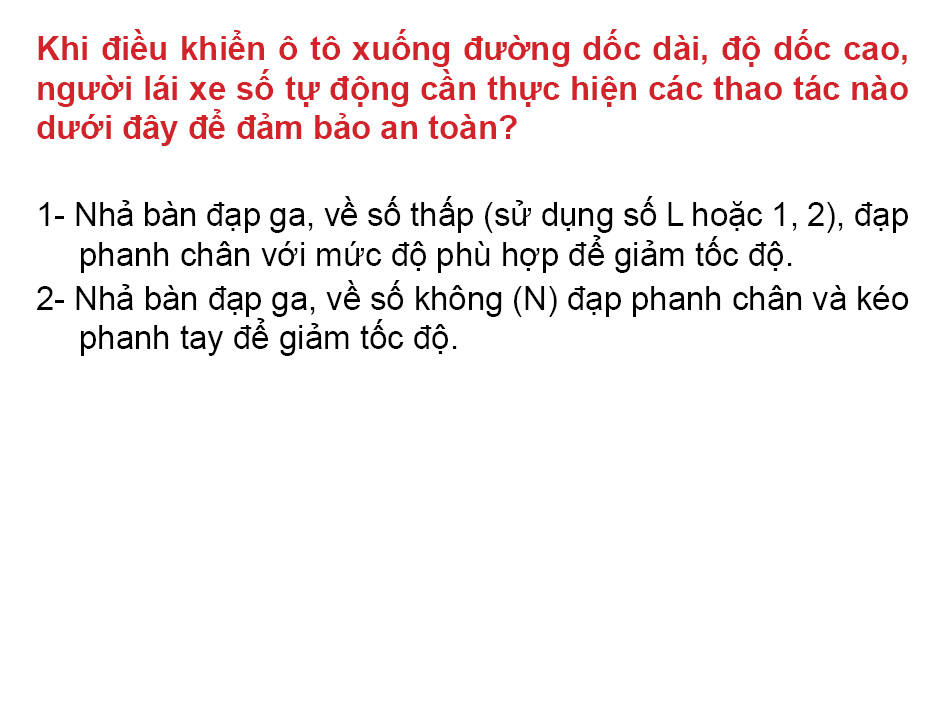 Khi điều khiển ô tô xuống đường dốc dài, độ dốc cao,
người lái xe số tự động cần thực hiện các thao tác nào
dưới đây để đảm bảo an toàn?
1- Nhả bàn đạp ga, về số thấp (sử dụng số L hoặc 1, 2), đạp
phanh chân với mức độ phù hợp để giảm tốc độ.
2- Nhả bàn đạp ga, về số không (N) đạp phanh chân và kéo
phanh tay để giảm tốc độ.